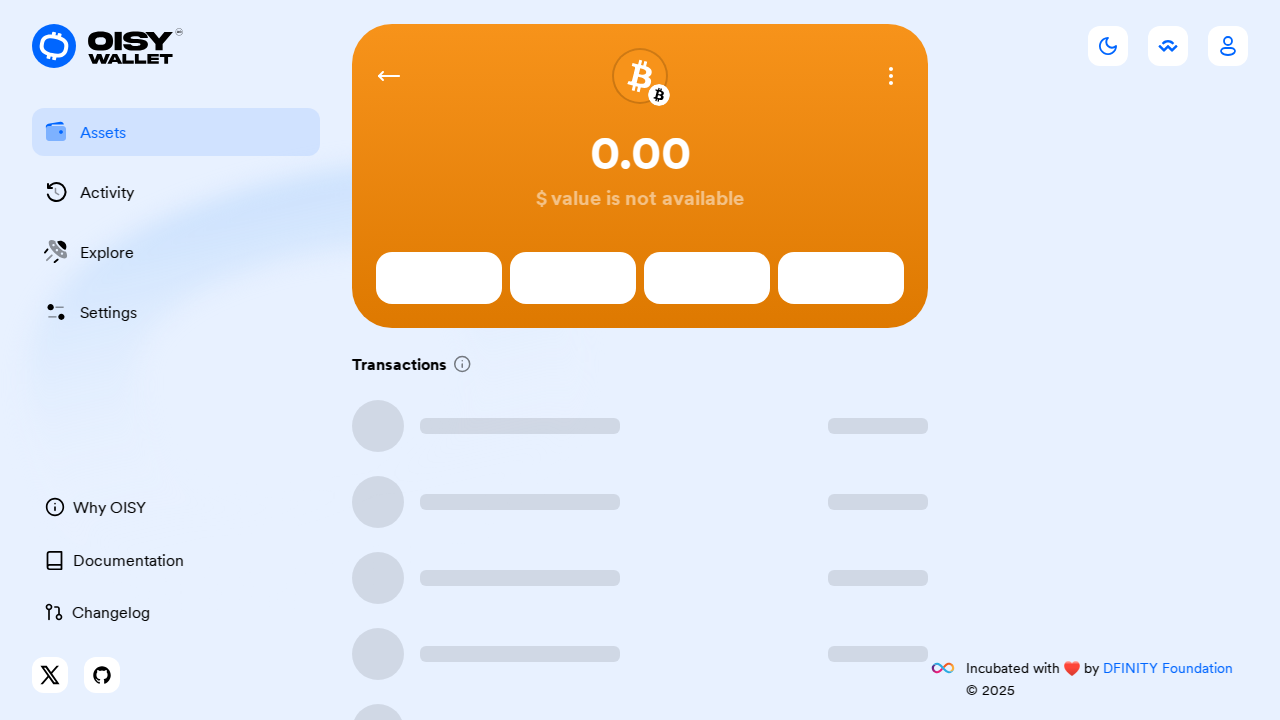 OISY
WALLET
Assets
Activity
Explore
Settings
Why OISY
Documentation
Changelog
0.00
$ value is not available
Transactions
Incubated with ❤️ by DFINITY Foundation
© 2025